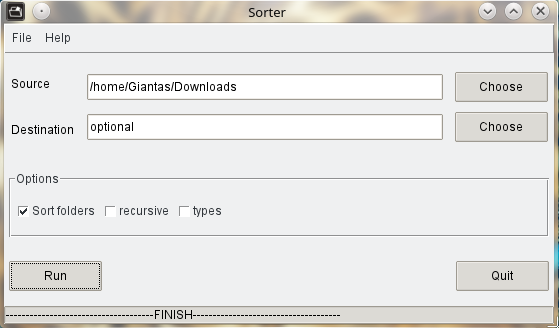 Sorter
File Help
Source /home/Giantas/Downloads Choose
Destination optional Choose
Options
Sort folders recursive types
Run Quit
-------------------------------------FINISH-------------------------------------